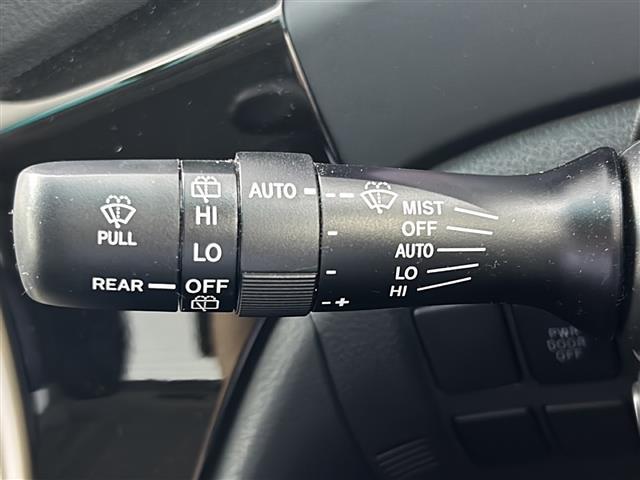 PULL
REAR
HI
LO
OFF
AUTO
- - -
- +
MIST
OFF
AUTO
LO
HI
PWR
DOOR
OFF